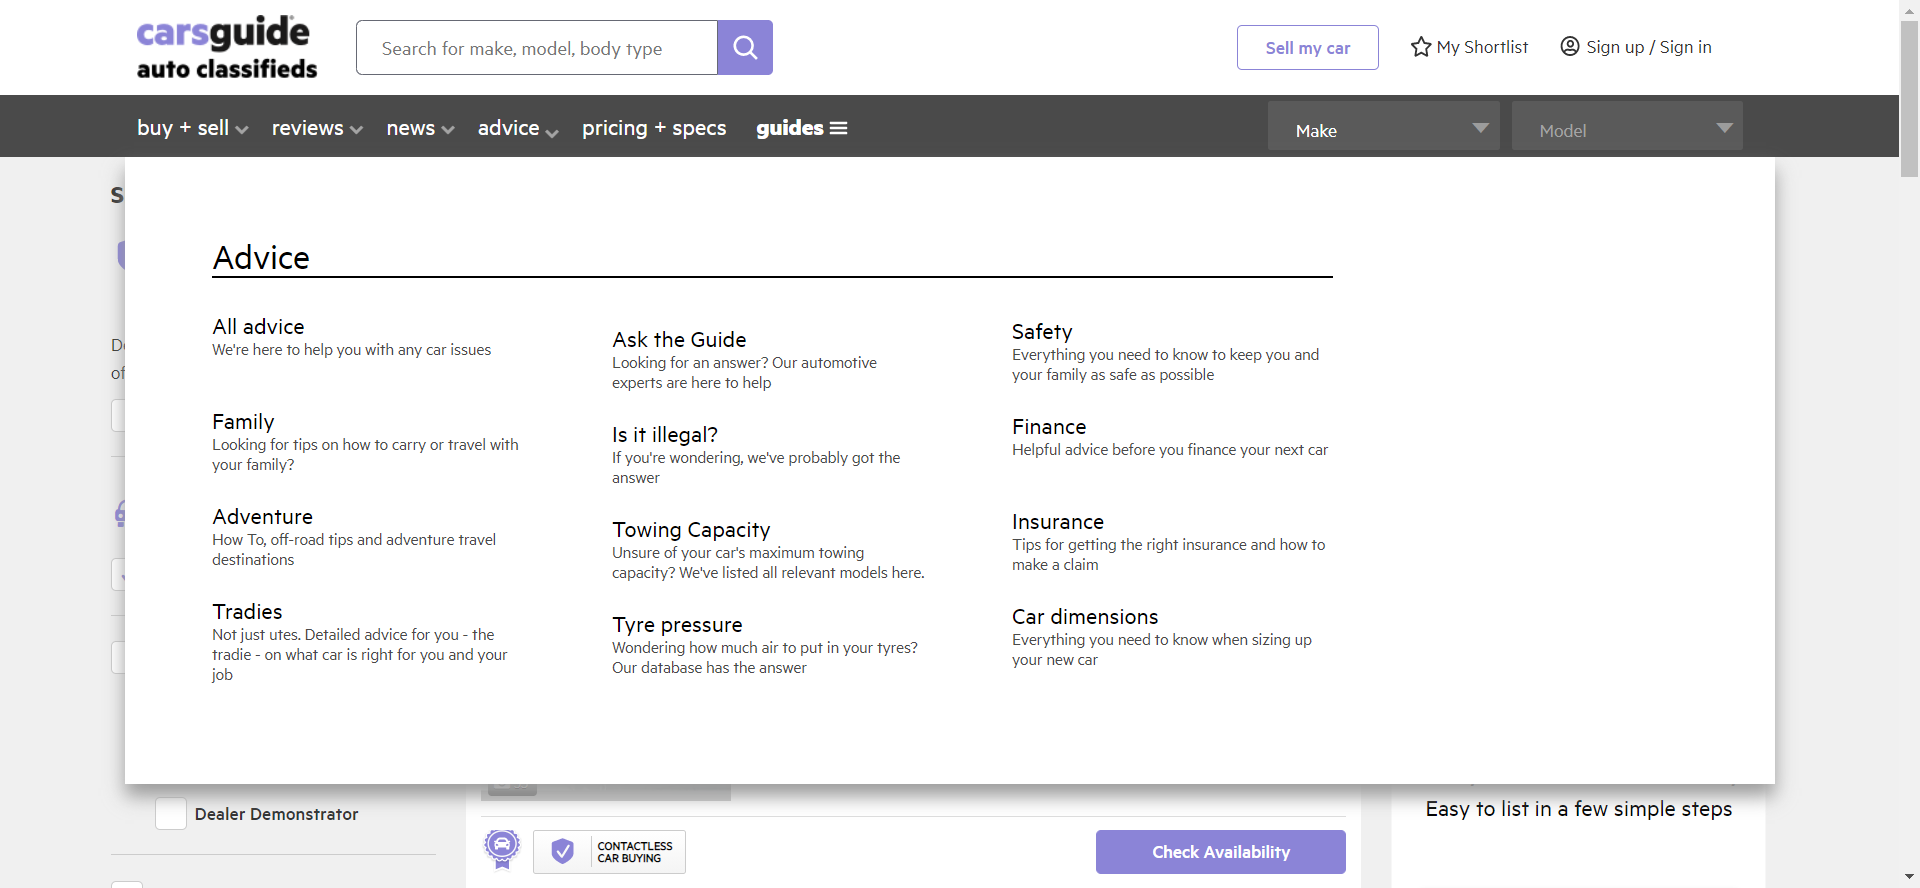 carsguide
auto classifieds
Search for make, model, body type
Sell my car
My Shortlist
Sign up / Sign in
buy + sell
reviews
news
advice
pricing + specs
guides
Make
Model
Advice
All advice
We're here to help you with any car issues
Family
Looking for tips on how to carry or travel with
your family?
Adventure
How To, off-road tips and adventure travel
destinations
Tradies
Not just utes. Detailed advice for you - the
tradie - on what car is right for you and your
job
Ask the Guide
Looking for an answer? Our automotive
experts are here to help
Is it illegal?
If you're wondering, we've probably got the
answer
Towing Capacity
Unsure of your car's maximum towing
capacity? We've listed all relevant models here.
Tyre pressure
Wondering how much air to put in your tyres?
Our database has the answer
Safety
Everything you need to know to keep you and
your family as safe as possible
Finance
Helpful advice before you finance your next car
Insurance
Tips for getting the right insurance and how to
make a claim
Car dimensions
Everything you need to know when sizing up
your new car
Dealer Demonstrator
CONTACTLESS
CAR BUYING
Check Availability
Easy to list in a few simple steps